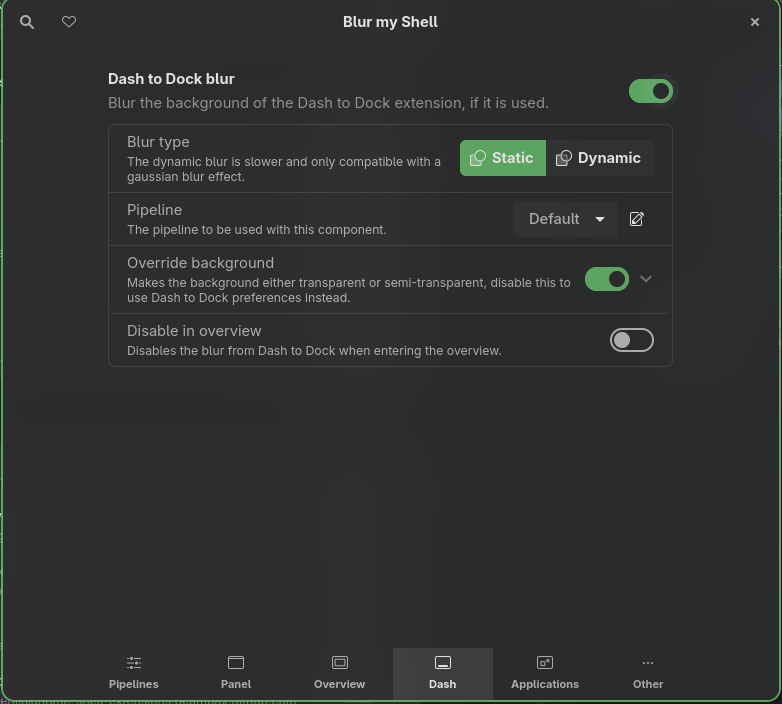 Blur my Shell
Dash to Dock blur
Blur the background of the Dash to Dock extension, if it is used.
Blur type
The dynamic blur is slower and only compatible with a
gaussian blur effect.
Static
Dynamic
Pipeline
The pipeline to be used with this component.
Default
Override background
Makes the background either transparent or semi-transparent, disable this to
use Dash to Dock preferences instead.
Disable in overview
Disables the blur from Dash to Dock when entering the overview.
Pipelines
Panel
Overview
Dash
Applications
Other